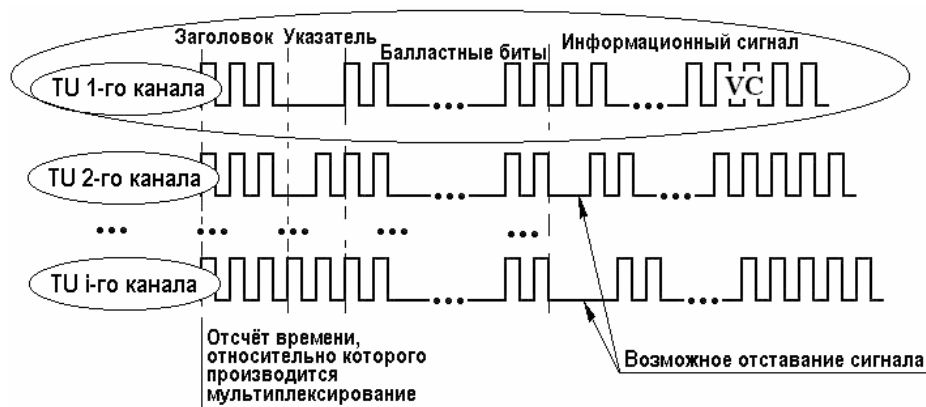 Заголовок Указатель
Балластные биты
Информационный сигнал
TU 1-го канала
VC
TU 2-го канала
TU i-го канала
Отсчёт времени,
относительно которого
производится
мультиплексирование
Возможное отставание сигнала